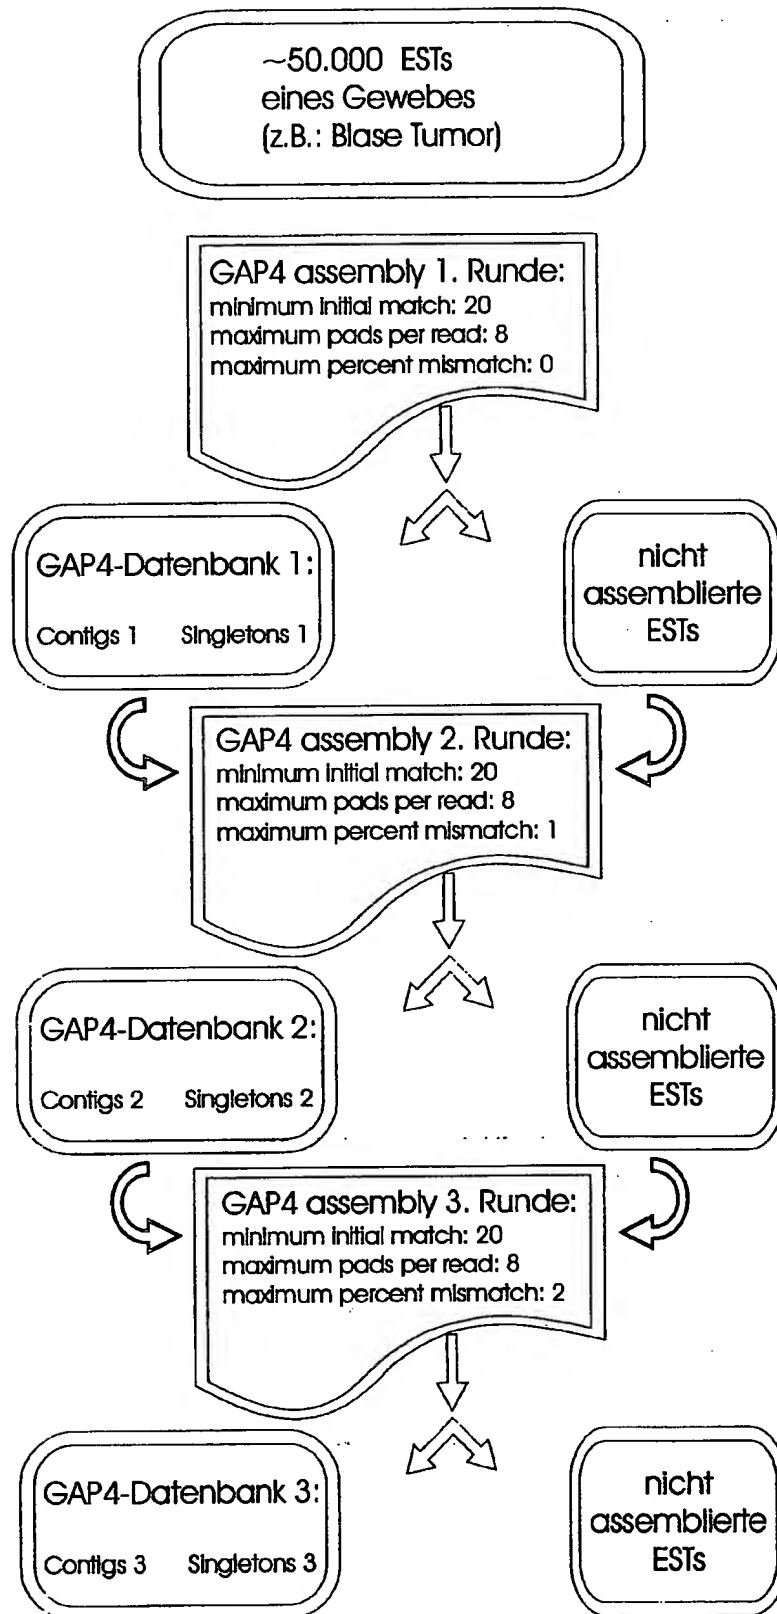 ~50.000 ESTs
eines Gewebes
(z.B.: Blase Tumor)
GAP4 assembly 1. Runde:
minimum initial match: 20
maximum pads per read: 8
maximum percent mismatch: 0
GAP4-Datenbank 1:
Contigs 1 Singletons 1
nicht
assemblierte
ESTs
GAP4 assembly 2. Runde:
minimum initial match: 20
maximum pads per read: 8
maximum percent mismatch: 1
GAP4-Datenbank 2:
Contigs 2 Singletons 2
nicht
assemblierte
ESTs
GAP4 assembly 3. Runde:
minimum initial match: 20
maximum pads per read: 8
maximum percent mismatch: 2
GAP4-Datenbank 3:
Contigs 3 Singletons 3
nicht
assemblierte
ESTs